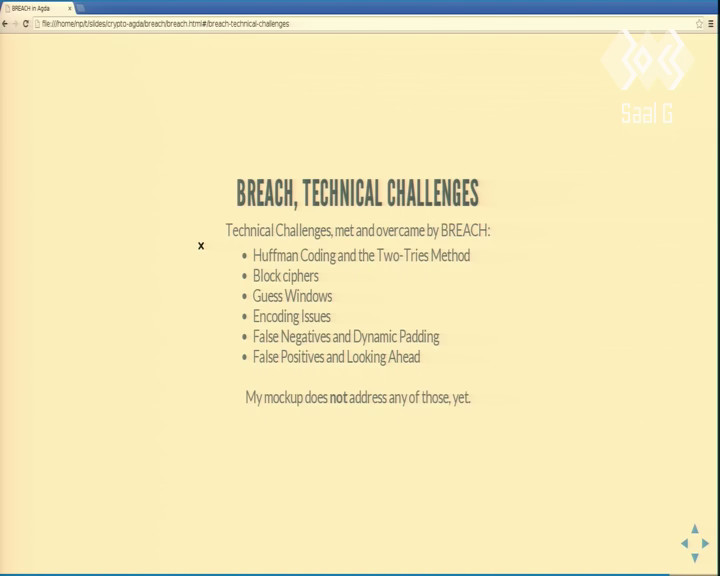 BREACH in Agda
file:///home/np/t/slides/crypto-agda/breach/breach.html#/breach-technical-challenges
Saal G
BREACH, TECHNICAL CHALLENGES
Technical Challenges, met and overcame by BREACH:
• Huffman Coding and the Two-Tries Method
• Block ciphers
• Guess Windows
• Encoding Issues
• False Negatives and Dynamic Padding
• False Positives and Looking Ahead
My mockup does not address any of those, yet.